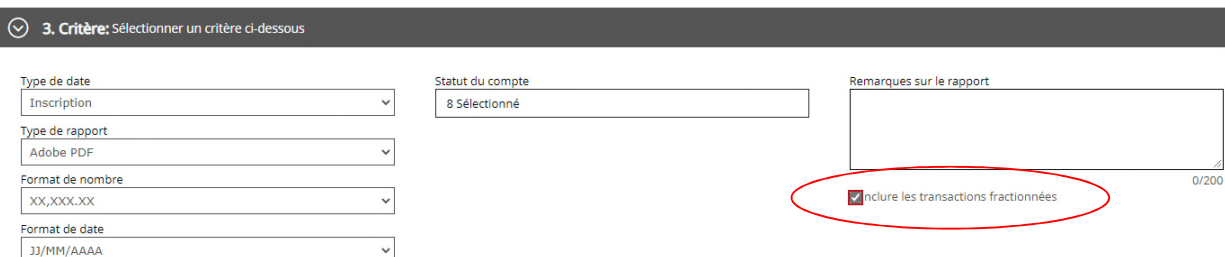 3. Critère: Sélectionner un critère ci-dessous
Type de date
Inscription
Type de rapport
Adobe PDF
Format de nombre
XX,XXX.XX
Format de date
JJ/MM/AAAA
Statut du compte
8 Sélectionné
Remarques sur le rapport
0/200
nclure les transactions fractionnées